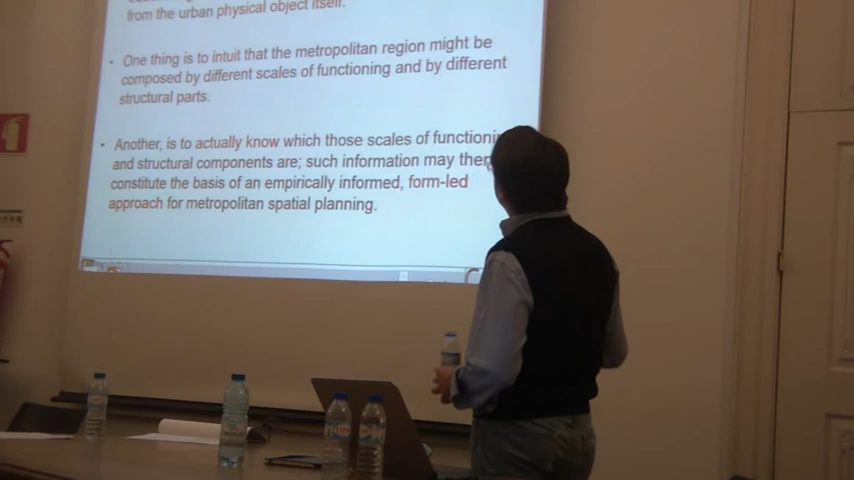 from the urban physical object itself.
• One thing is to intuit that the metropolitan region might be
composed by different scales of functioning and by different
structural parts.
• Another, is to actually know which those scales of functioning
and structural components are; such information may then
constitute the basis of an empirically informed, form-led
approach for metropolitan spatial planning.